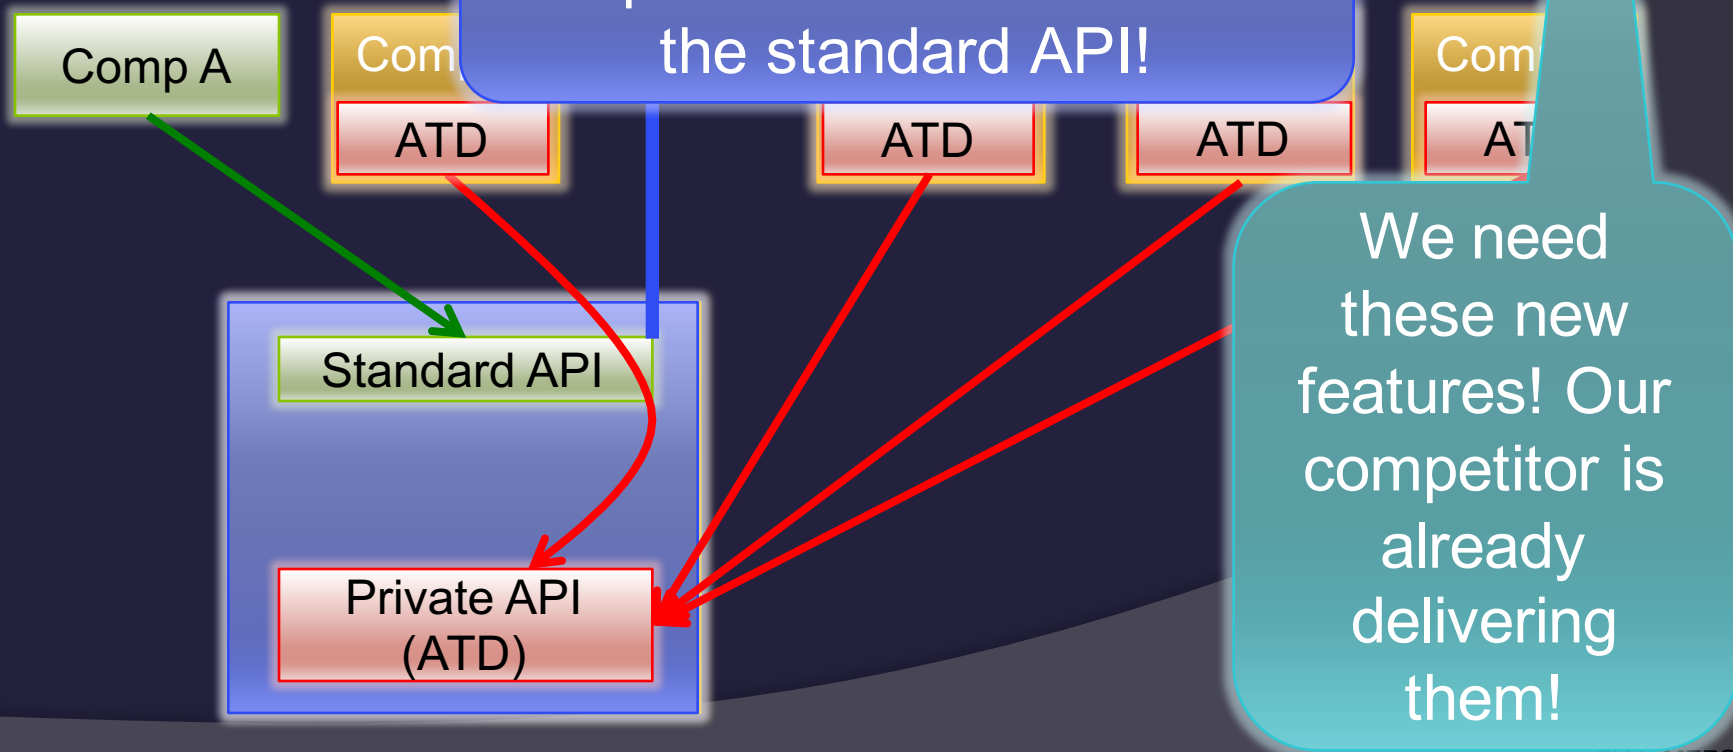 the standard API!
Comp A
Com
Com
ATD
ATD
ATD
AT
We need
these new
features! Our
competitor is
already
delivering
them!
Standard API
Private API
(ATD)